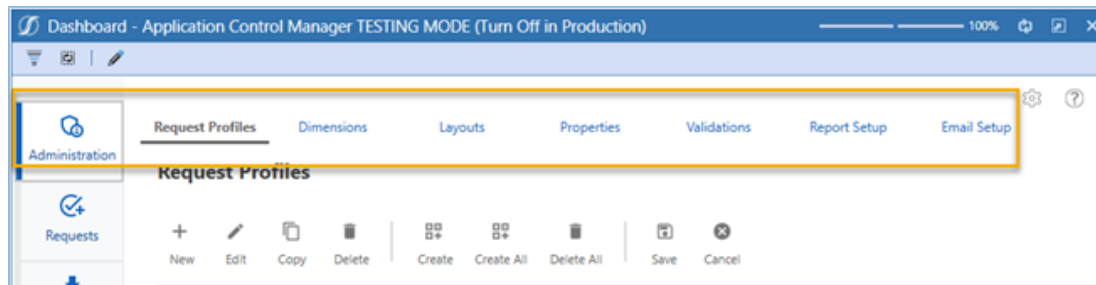 Dashboard - Application Control Manager TESTING MODE (Turn Off in Production) 100%
Administration
Request Profiles Dimensions Layouts Properties Validations Report Setup Email Setup
Request Profiles
Requests
New Edit Copy Delete Create Create All Delete All Save Cancel